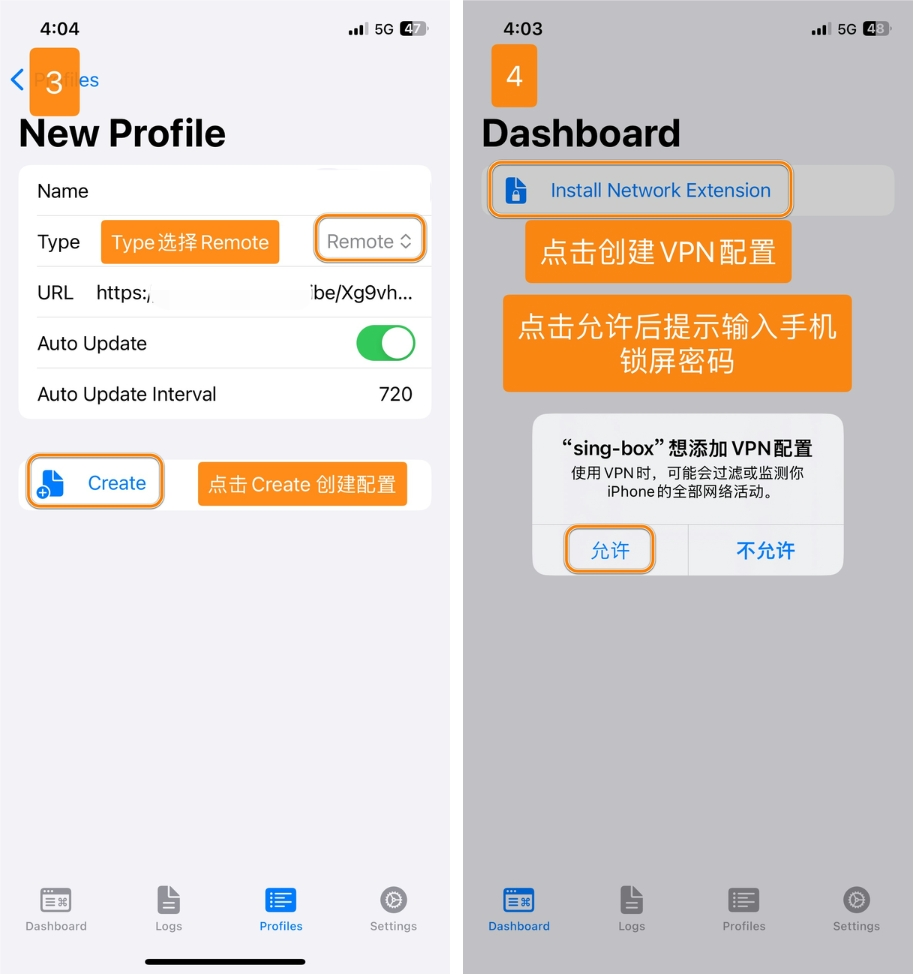 4:04
5G 47
3
New Profile
Name
Type
Type选择Remote
Remote
URL
https:/
be/Xg9vh...
Auto Update
Auto Update Interval
720
Create
点击Create 创建配置
Dashboard
Logs
Profiles
Settings
4:03
5G 48
4
Dashboard
Install Network Extension
点击创建VPN配置
点击允许后提示输入手机
锁屏密码
“sing-box”想添加VPN配置
使用VPN时，可能会过滤或监测你
iPhone的全部网络活动。
允许
不允许
Dashboard
Logs
Profiles
Settings